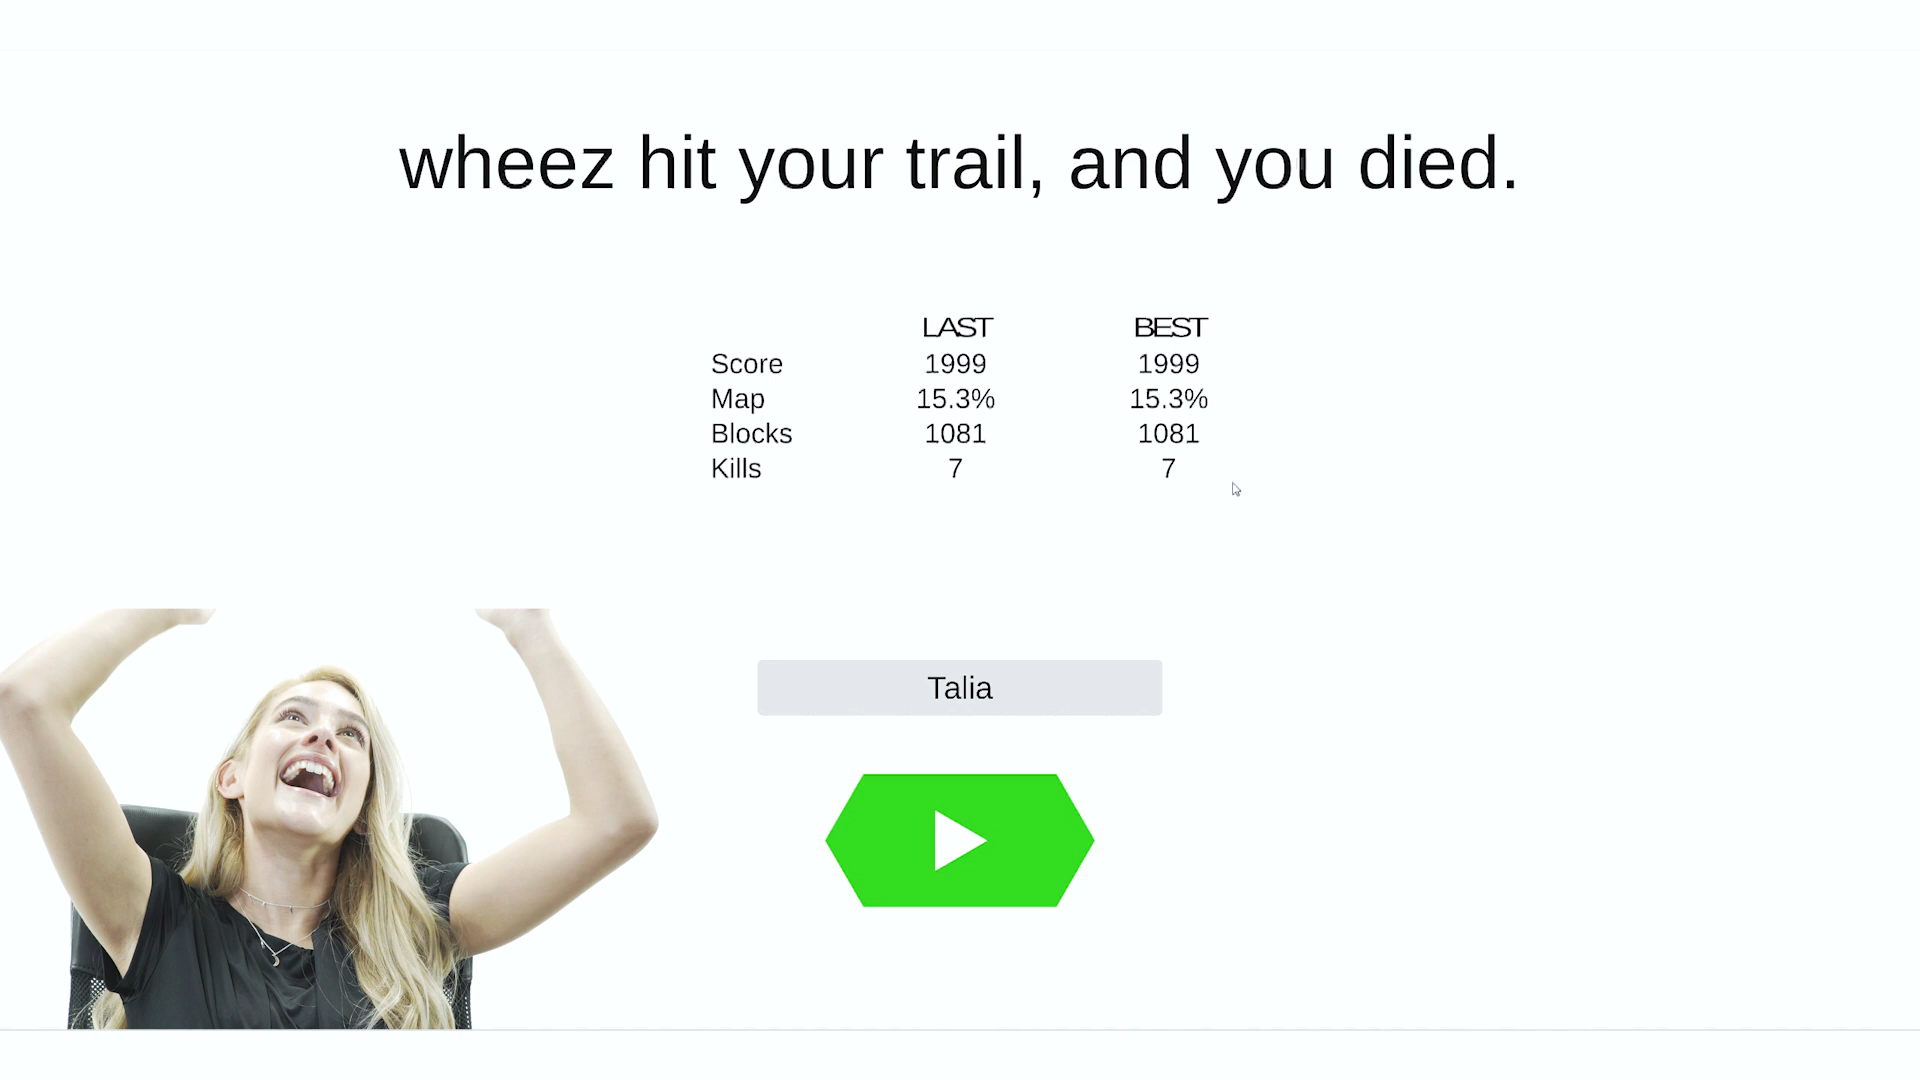 wheez hit your trail, and you died.
LAST BEST
Score 1999 1999
Map 15.3% 15.3%
Blocks 1081 1081
Kills 7 7
Talia